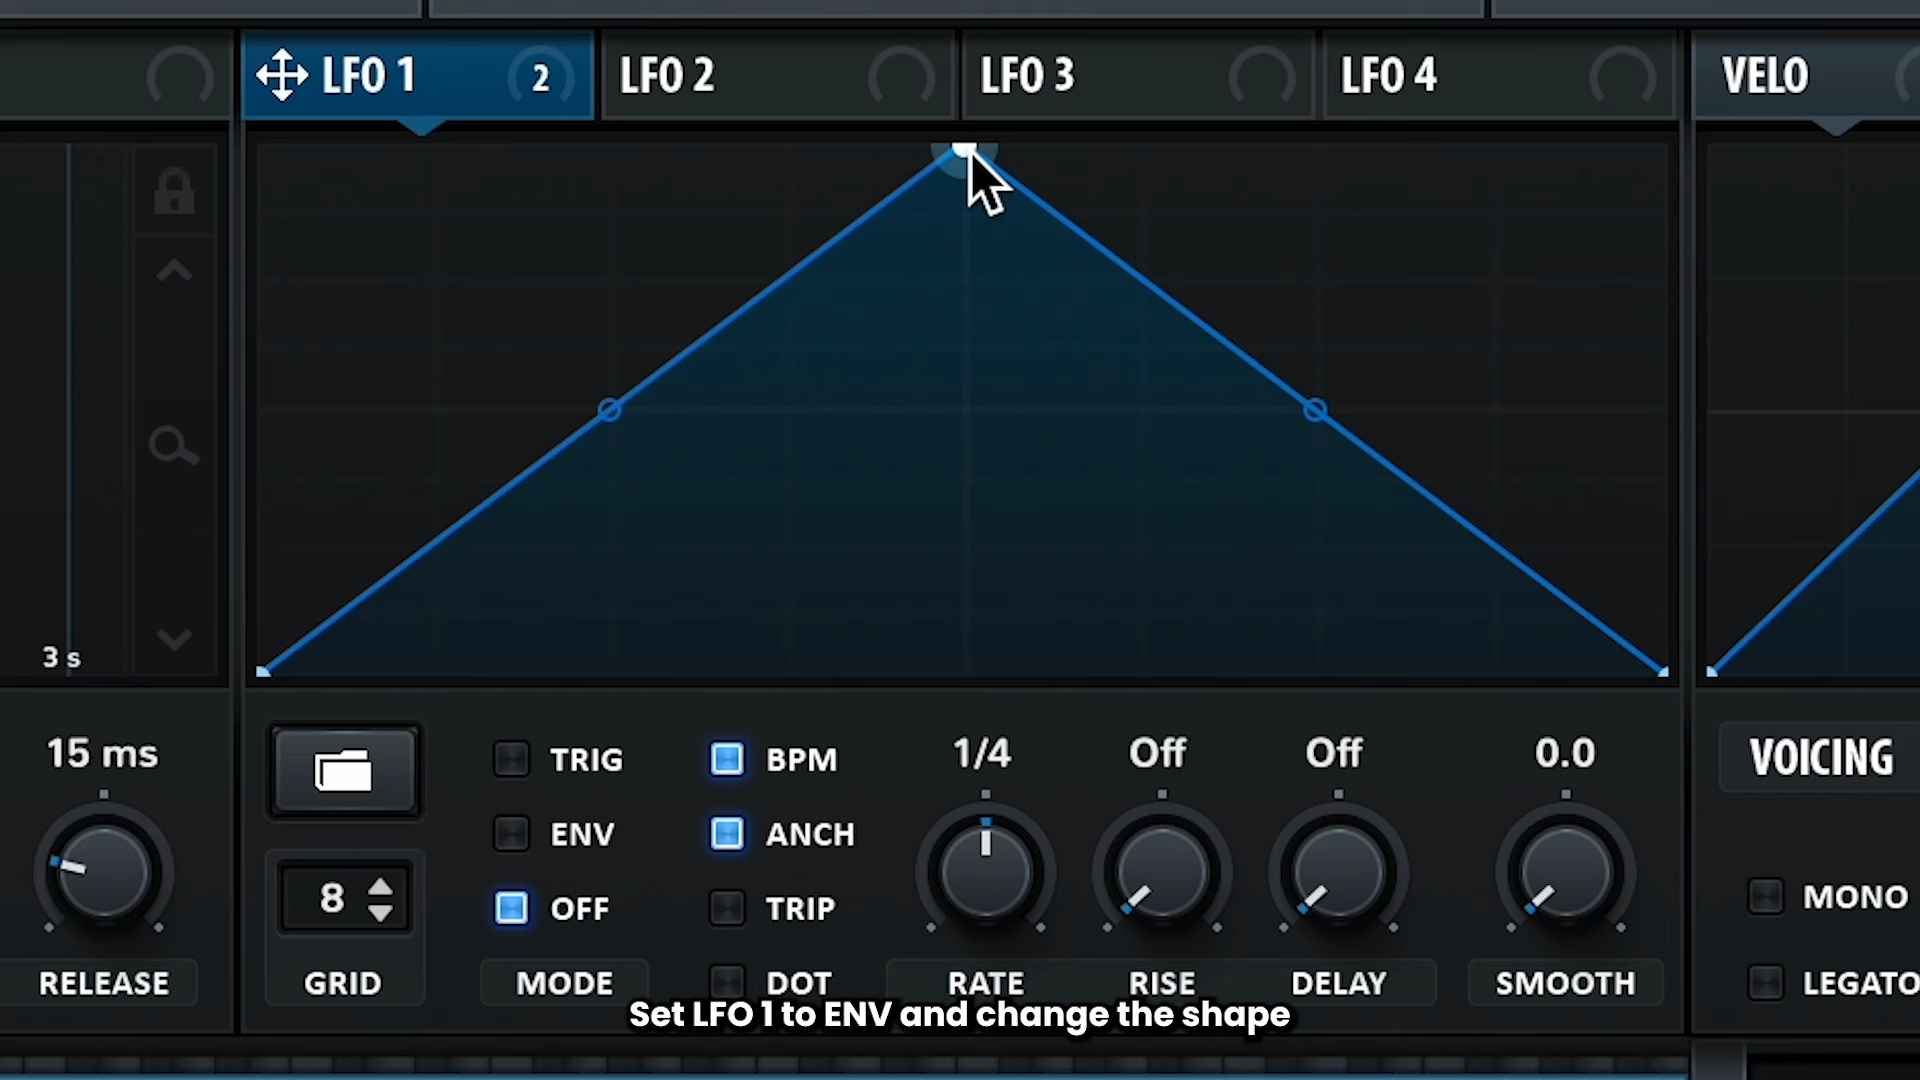 LFO 1 2
LFO 2
LFO 3
LFO 4
VELO
3 s
15 ms
RELEASE
8
GRID
TRIG
ENV
OFF
MODE
BPM
ANCH
TRIP
DOT
1/4
RATE
Off
RISE
Off
DELAY
0.0
SMOOTH
VOICING
MONO
LEGATO
Set LFO 1 to ENV and change the shape